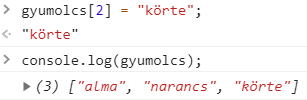 > gyumolcs[2] = "körte";
<· "körte"
> console.log(gyumolcs);
▶ (3) ["alma", "narancs", "körte"]